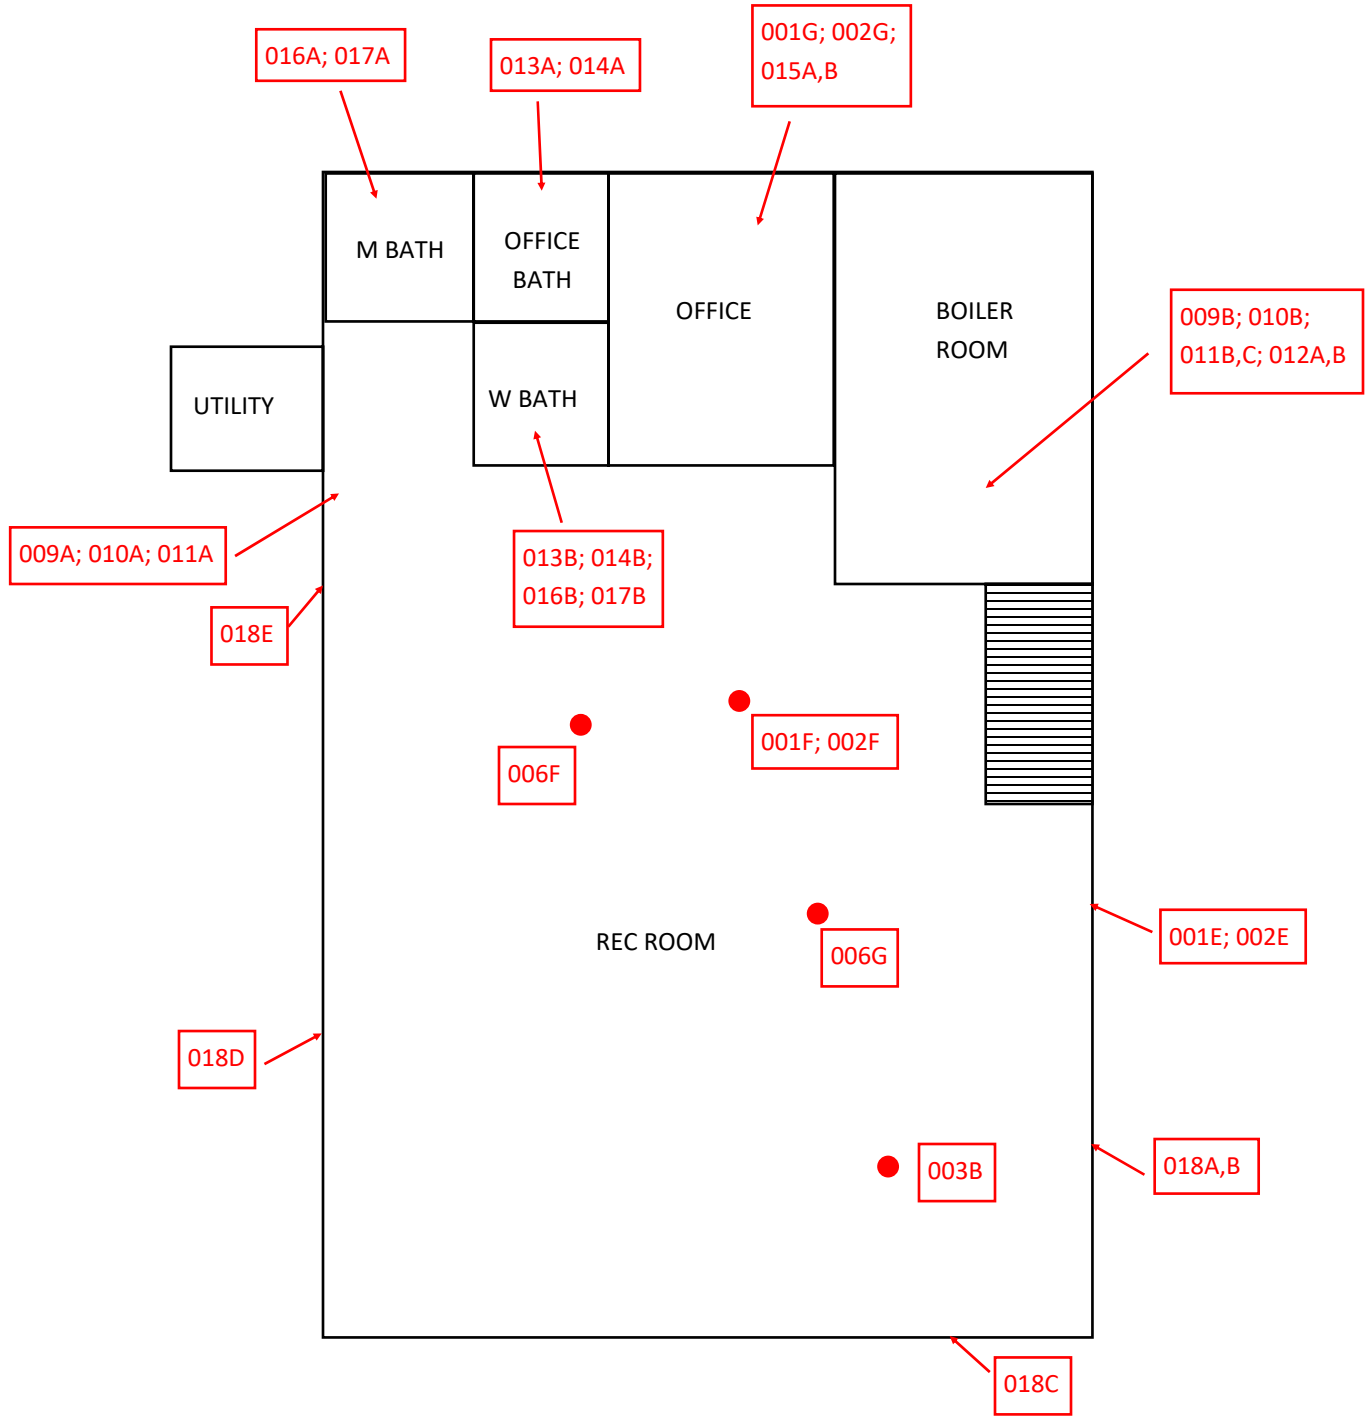 001G; 002G;
015A,B
016A; 017A
013A; 014A
OFFICE
BATH
M BATH
OFFICE
BOILER
ROOM
009B; 010B;
011B,C; 012A,B
UTILITY
W BATH
009A; 010A; 011A
013B; 014B;
016B; 017B
018E
001F; 002F
006F
REC ROOM
006G
001E; 002E
018D
003B
018A,B
018C